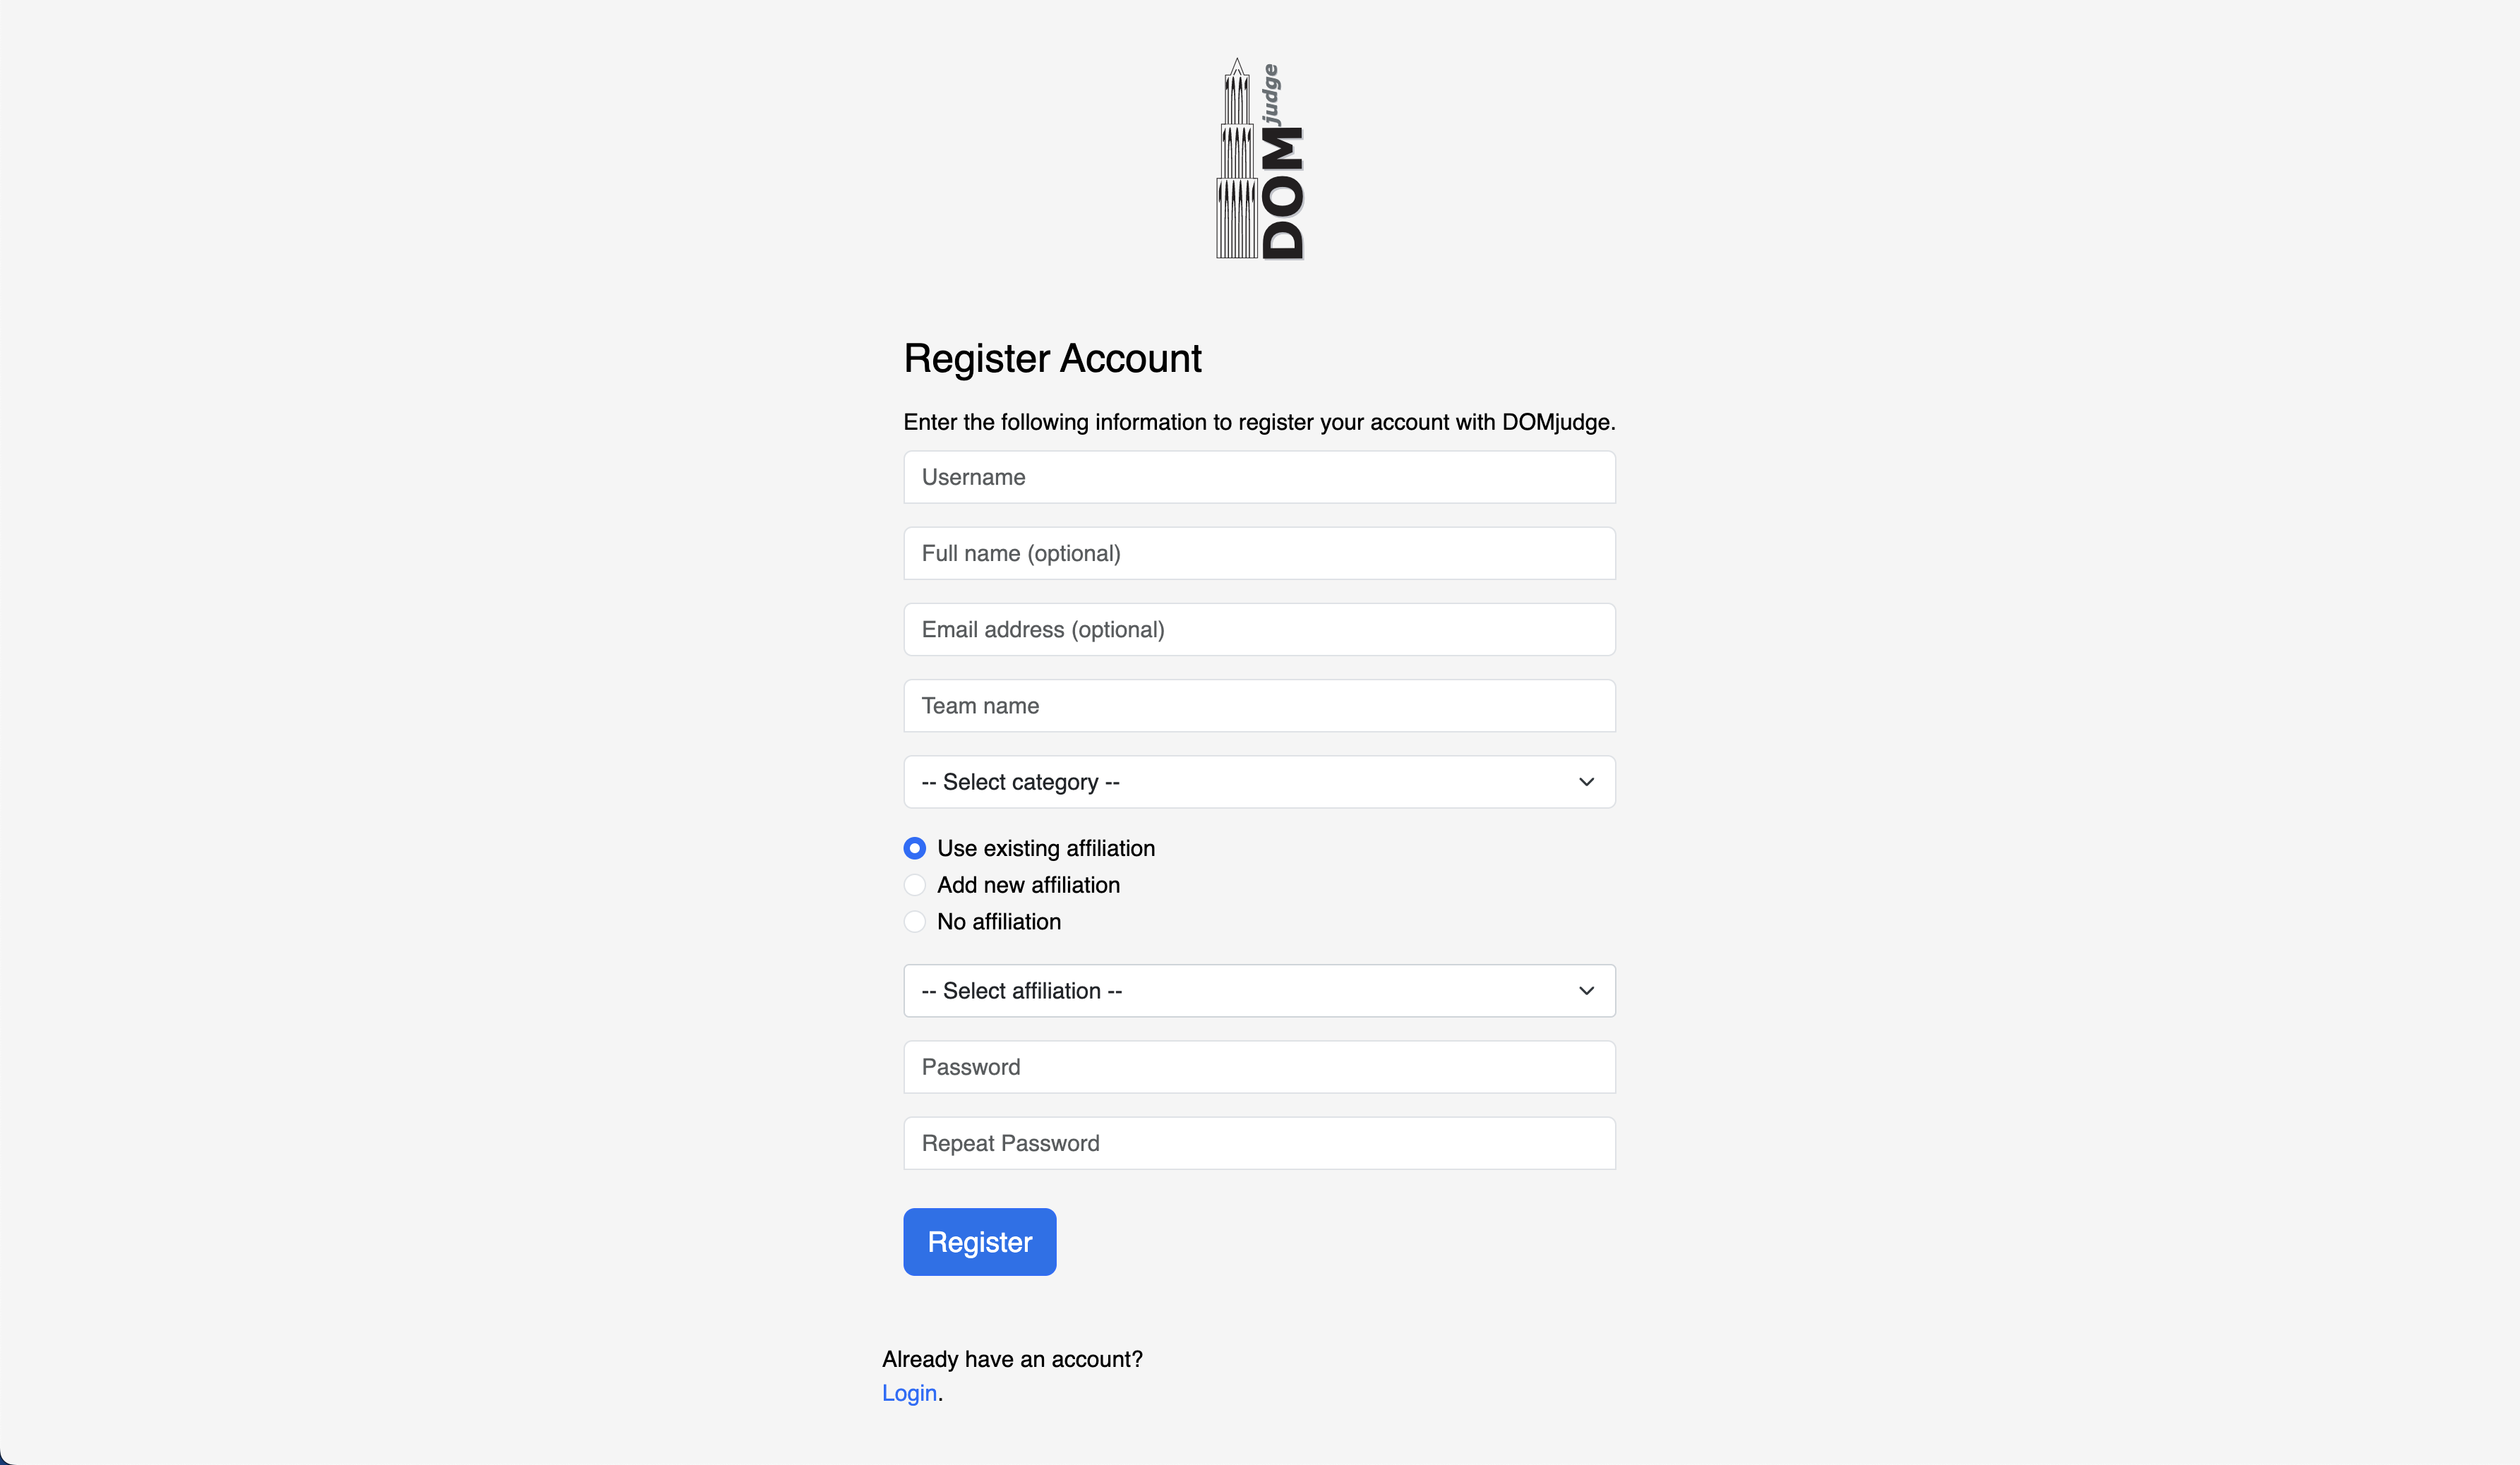 DOMjudge
Register Account
Enter the following information to register your account with DOMjudge.
Username
Full name (optional)
Email address (optional)
Team name
-- Select category --
Use existing affiliation
Add new affiliation
No affiliation
-- Select affiliation --
Password
Repeat Password
Register
Already have an account?
Login.